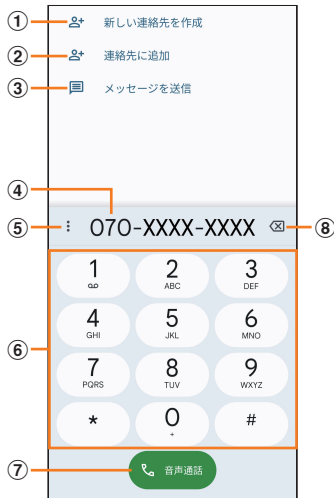 ① 新しい連絡先を作成
② 連絡先に追加
③ メッセージを送信
④
⑤ 070-XXXX-XXXX ⑧
1 2 3
ABC DEF
4 5 6
GHI JKL MNO
⑥
7 8 9
PQRS TUV WXYZ
* 0 #
+
⑦ 音声通話